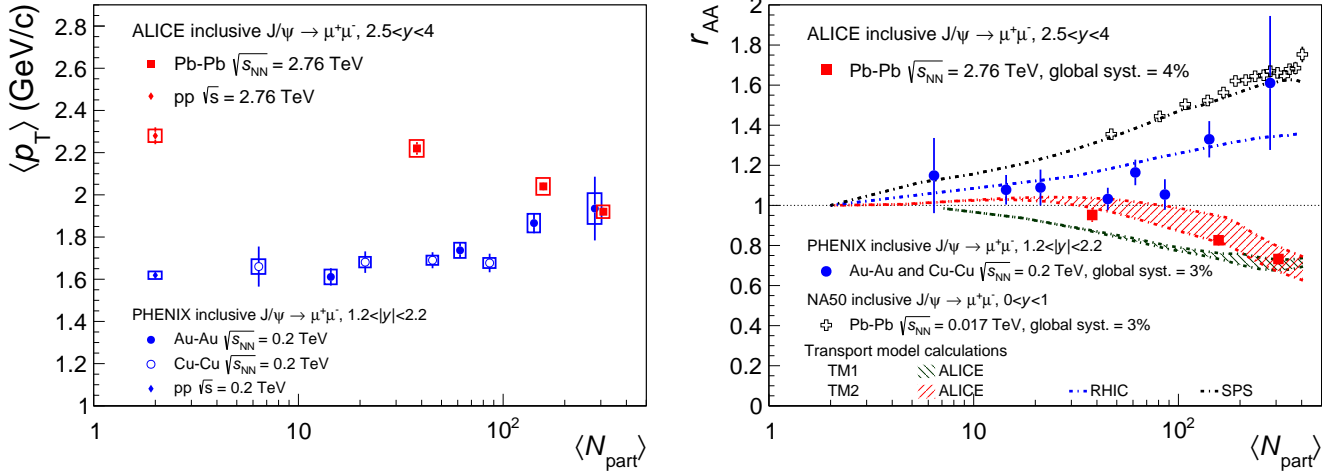 ⟨p_T⟩ (GeV/c)
2.8
2.6
2.4
2.2
2
1.8
1.6
1.4
1.2
1
ALICE inclusive J/ψ → μ⁺μ⁻, 2.5<y<4
Pb-Pb √s_NN = 2.76 TeV
pp √s = 2.76 TeV
PHENIX inclusive J/ψ → μ⁺μ⁻, 1.2<|y|<2.2
Au-Au √s_NN = 0.2 TeV
Cu-Cu √s_NN = 0.2 TeV
pp √s = 0.2 TeV
1 10 10²
⟨N_part⟩
r_AA
2
1.8
1.6
1.4
1.2
1
0.8
0.6
0.4
0.2
0
ALICE inclusive J/ψ → μ⁺μ⁻, 2.5<y<4
Pb-Pb √s_NN = 2.76 TeV, global syst. = 4%
PHENIX inclusive J/ψ → μ⁺μ⁻, 1.2<|y|<2.2
Au-Au and Cu-Cu √s_NN = 0.2 TeV, global syst. = 3%
NA50 inclusive J/ψ → μ⁺μ⁻, 0<y<1
Pb-Pb √s_NN = 0.017 TeV, global syst. = 3%
Transport model calculations
TM1 ALICE
TM2 ALICE RHIC SPS
1 10 10²
⟨N_part⟩